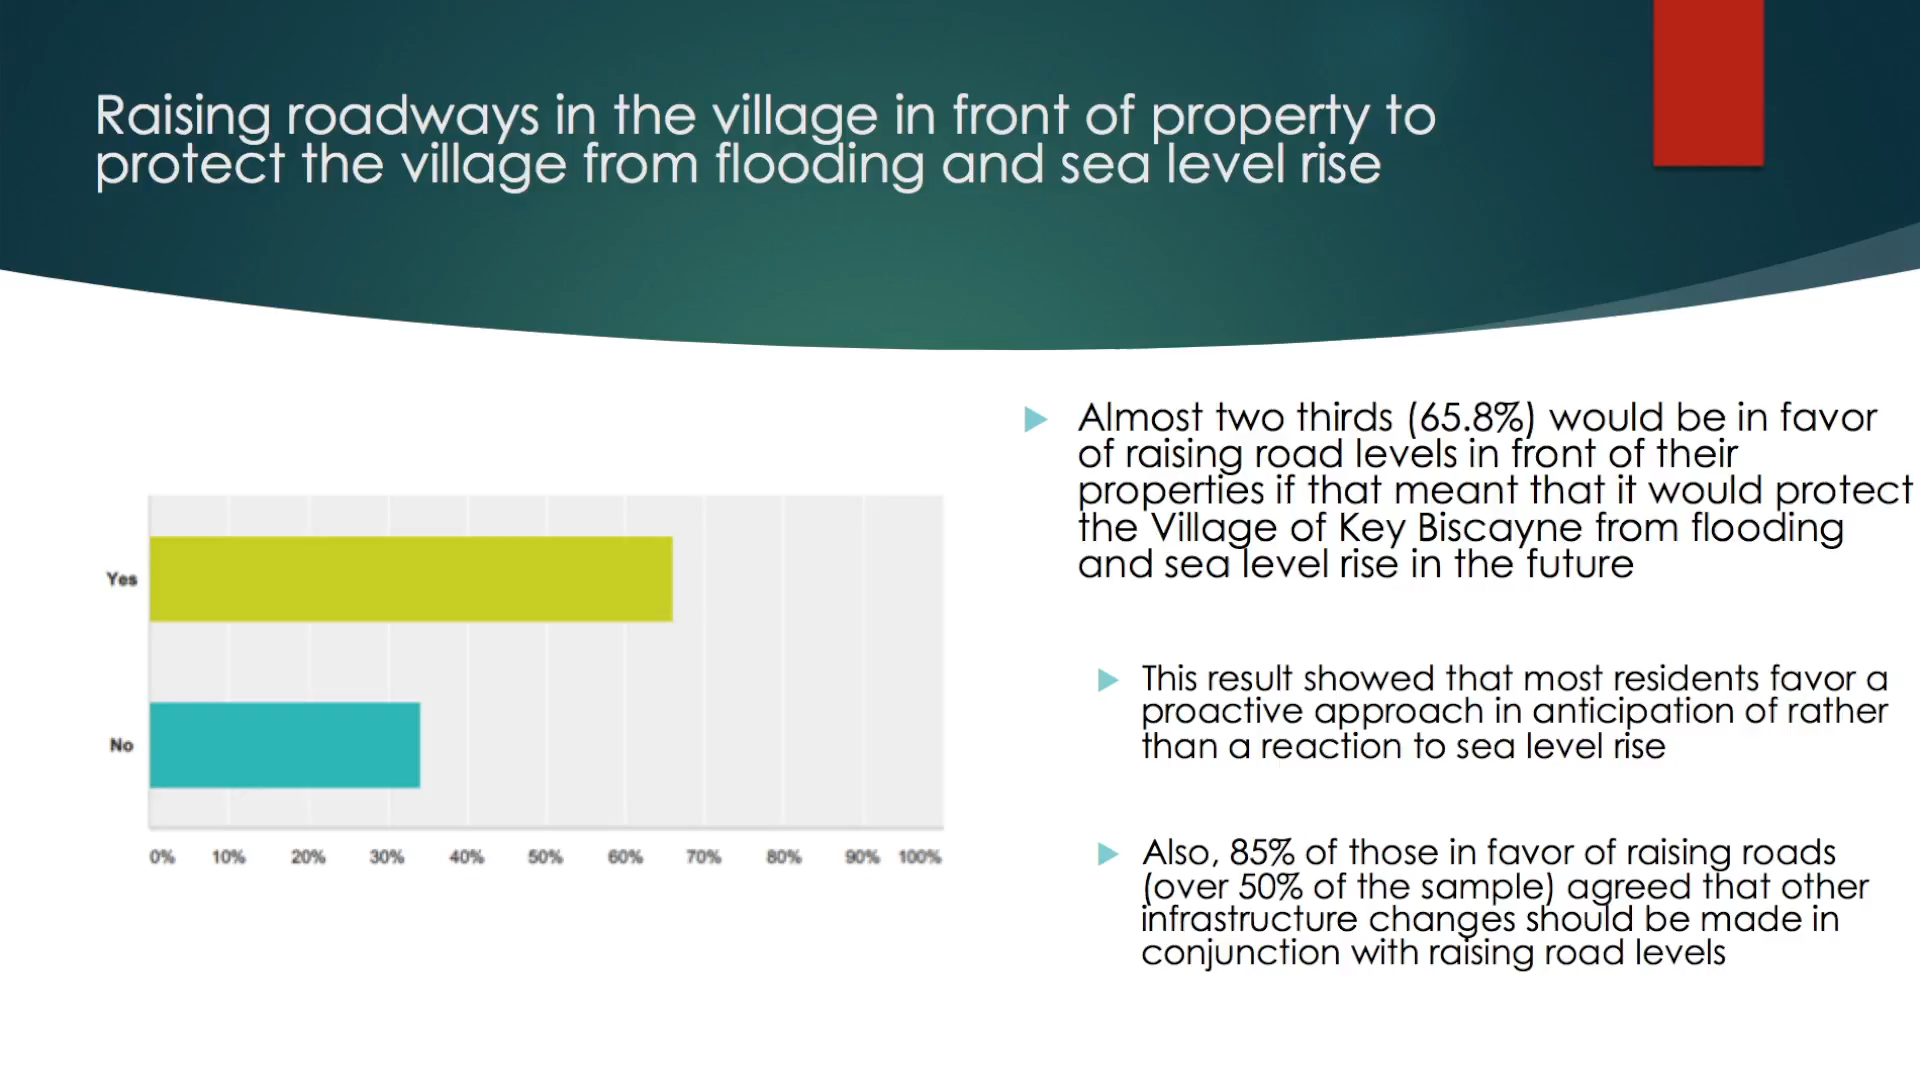 Raising roadways in the village in front of property to
protect the village from flooding and sea level rise
Yes
No
0% 10% 20% 30% 40% 50% 60% 70% 80% 90% 100%
Almost two thirds (65.8%) would be in favor
of raising road levels in front of their
properties if that meant that it would protect
the Village of Key Biscayne from flooding
and sea level rise in the future
This result showed that most residents favor a
proactive approach in anticipation of rather
than a reaction to sea level rise
Also, 85% of those in favor of raising roads
(over 50% of the sample) agreed that other
infrastructure changes should be made in
conjunction with raising road levels